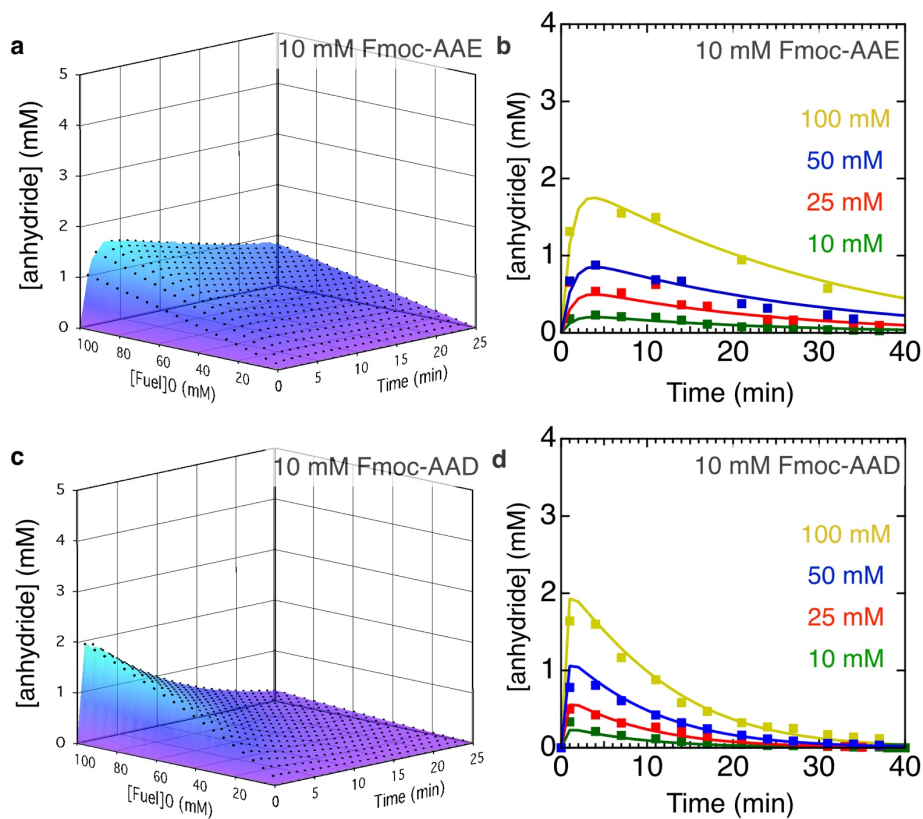 a
10 mM Fmoc-AAE
[anhydride] (mM)
5
4
3
2
1
0
100
80
60
40
20
0
[Fuel]0 (mM)
5
10
15
20
25
Time (min)
b
10 mM Fmoc-AAE
[anhydride] (mM)
4
3
2
1
0
100 mM
50 mM
25 mM
10 mM
0
10
20
30
40
Time (min)
c
10 mM Fmoc-AAD
[anhydride] (mM)
5
4
3
2
1
0
100
80
60
40
20
0
[Fuel]0 (mM)
5
10
15
20
25
Time (min)
d
10 mM Fmoc-AAD
[anhydride] (mM)
4
3
2
1
0
100 mM
50 mM
25 mM
10 mM
0
10
20
30
40
Time (min)